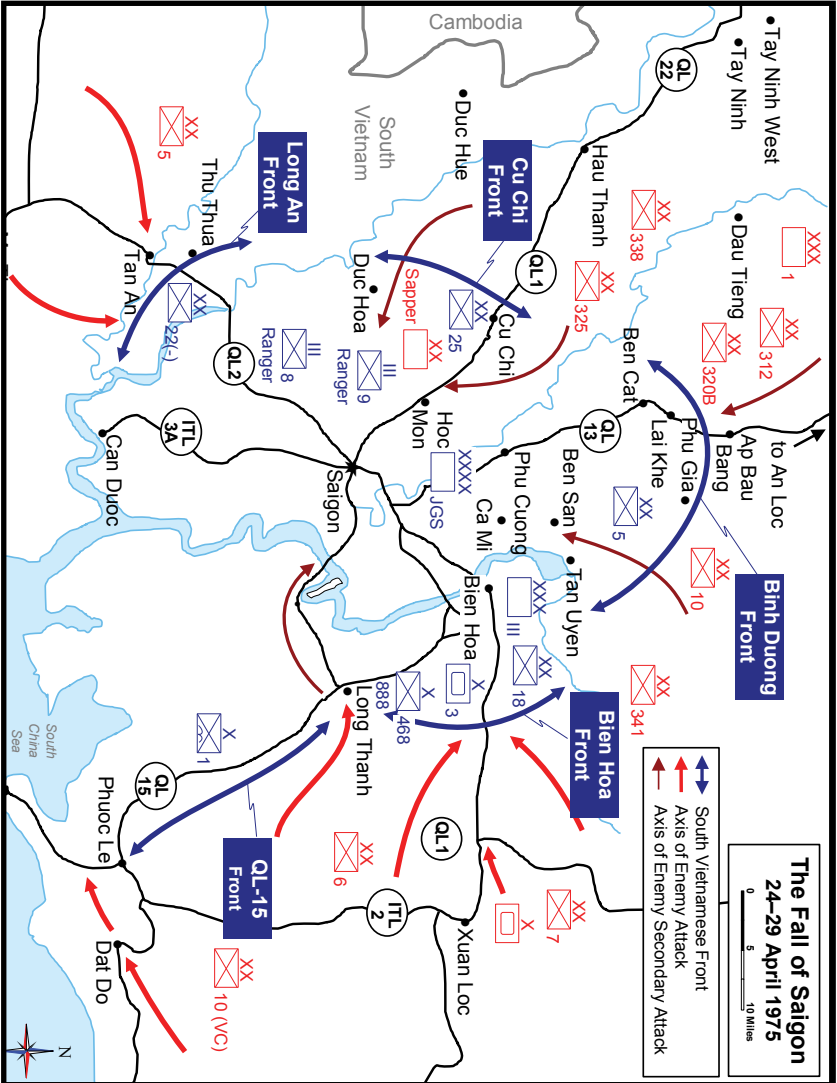 The Fall of Saigon
24–29 April 1975
0
5
10 Miles
South Vietnamese Front
Axis of Enemy Attack
Axis of Enemy Secondary Attack
XXX
1
Tay Ninh West
to An Loc
Tay Ninh
Dau Tieng
XX
312
Ap Bau
Bang
Binh Duong
Front
QL
22
XX
338
XX
320B
Phu Gia
Lai Khe
Ben Cat
XX
10
XX
341
Hau Thanh
XX
325
QL
13
XX
5
Ben San
Tan Uyen
Bien Hoa
Front
XX
7
Cu Chi
Front
QL1
Cu Chi
Phu Cuong
Ca Mi
XXX
III
XX
18
X
Duc Hue
XX
25
XX
Sapper
Hoc
Mon
XXXX
JGS
Bien Hoa
X
3
QL1
Xuan Loc
Cambodia
South
Vietnam
Duc Hoa
III
9
Ranger
Saigon
X
468
888
Long Thanh
ITL
2
XX
6
Long An
Front
III
8
Ranger
QL2
QL-15
Front
XX
5
Thu Thua
Tan An
XX
22(-)
ITL
3A
Can Duoc
X
1
QL
15
Phuoc Le
XX
10 (VC)
Dat Do
South
China
Sea
N